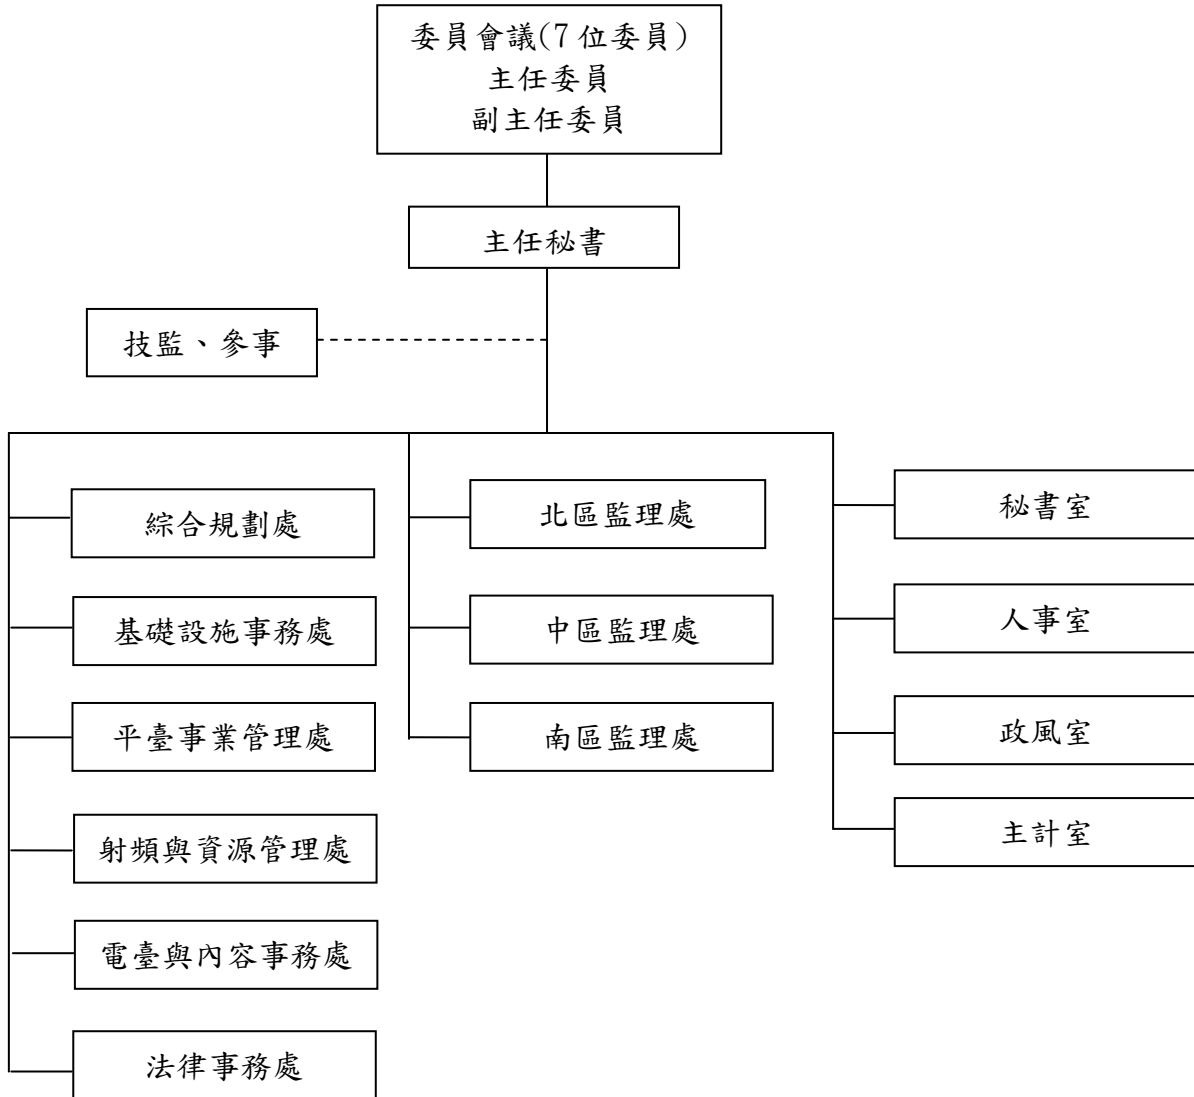 委員會議(7位委員)
主任委員
副主任委員
主任秘書
技監、參事
綜合規劃處
基礎設施事務處
平臺事業管理處
射頻與資源管理處
電臺與內容事務處
法律事務處
北區監理處
中區監理處
南區監理處
秘書室
人事室
政風室
主計室